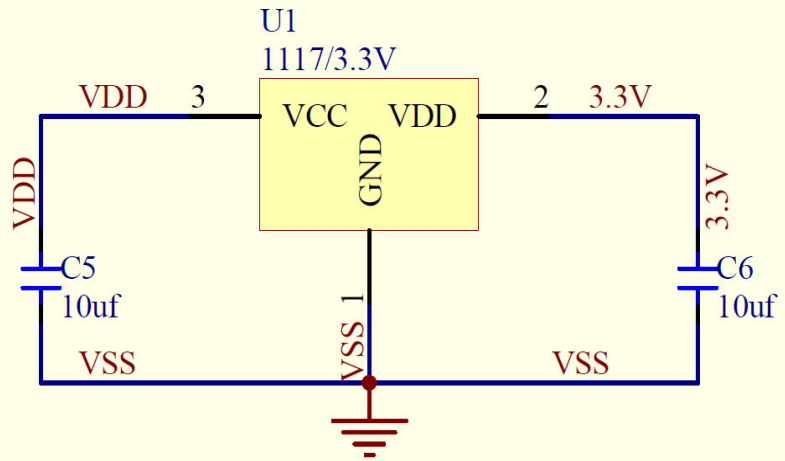 U1
1117/3.3V
VDD
3
VCC
VDD
2
3.3V
GND
VDD
3.3V
C5
10uf
C6
10uf
1
VSS
VSS
VSS